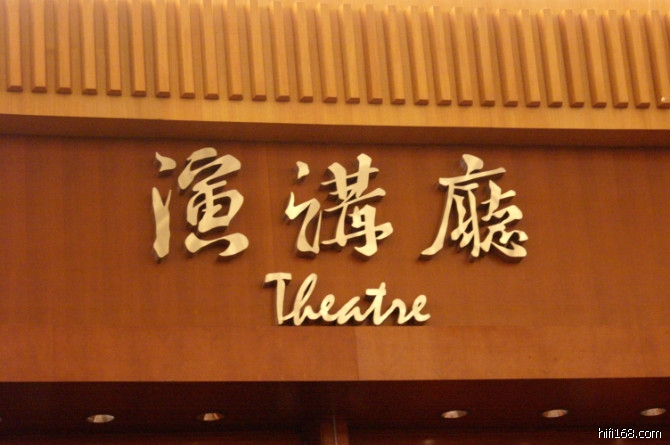 演講廳
Theatre
hifi168.com